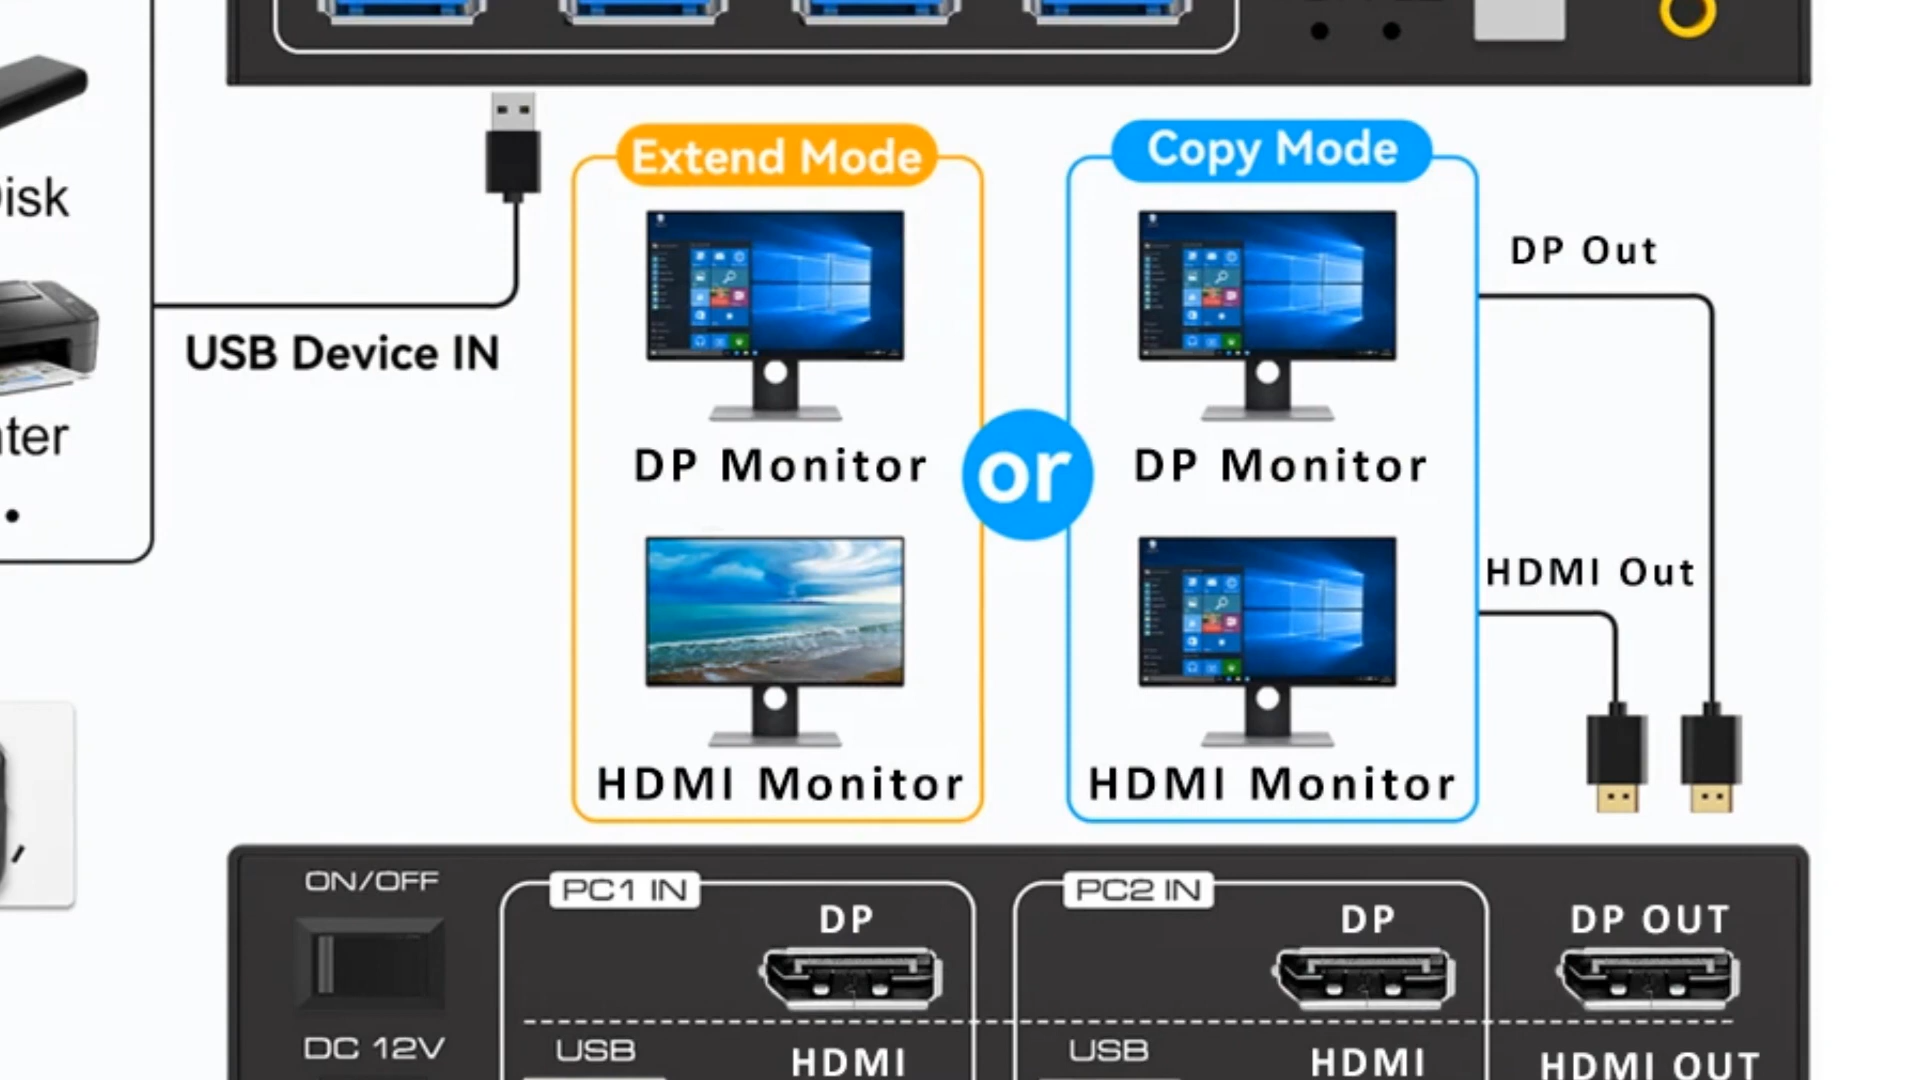 Extend Mode
Copy Mode
isk
DP Out
USB Device IN
ter
DP Monitor
or
DP Monitor
HDMI Out
HDMI Monitor
HDMI Monitor
ON/OFF
PC1 IN
PC2 IN
DP
DP
DP OUT
DC 12V
USB
HDMI
USB
HDMI
HDMI OUT